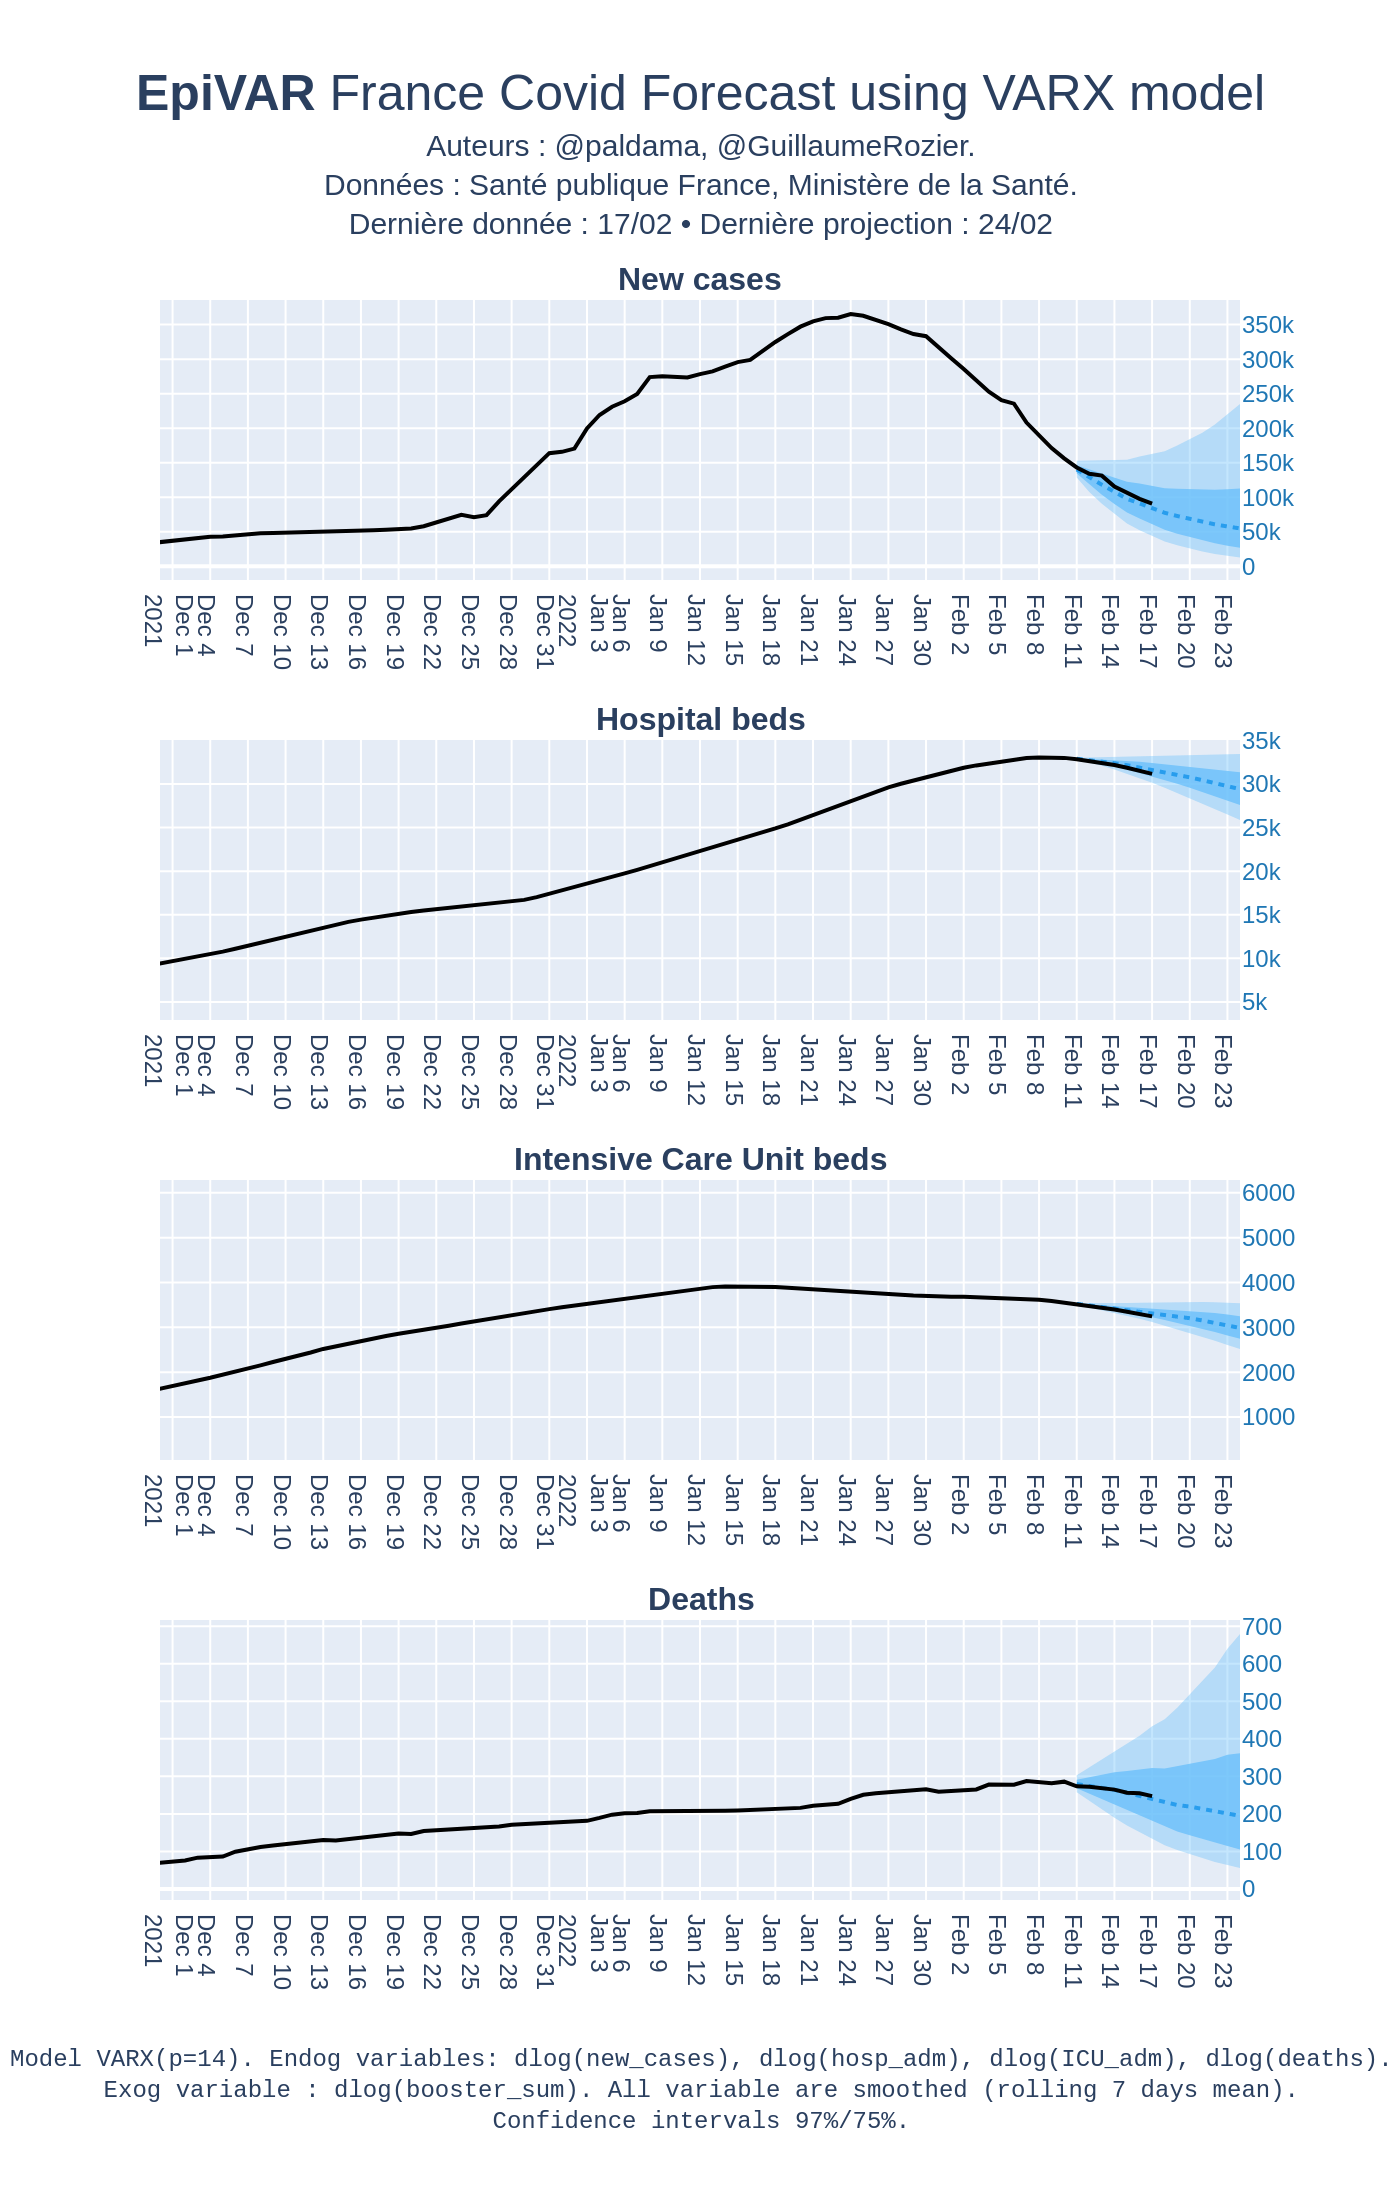 EpiVAR France Covid Forecast using VARX model
Auteurs : @paldama, @GuillaumeRozier.
Données : Santé publique France, Ministère de la Santé.
Dernière donnée : 17/02 • Dernière projection : 24/02
New cases
350k
300k
250k
200k
150k
100k
50k
0
2021
Dec 1
Dec 4
Dec 7
Dec 10
Dec 13
Dec 16
Dec 19
Dec 22
Dec 25
Dec 28
Dec 31
2022
Jan 3
Jan 6
Jan 9
Jan 12
Jan 15
Jan 18
Jan 21
Jan 24
Jan 27
Jan 30
Feb 2
Feb 5
Feb 8
Feb 11
Feb 14
Feb 17
Feb 20
Feb 23
Hospital beds
35k
30k
25k
20k
15k
10k
5k
2021
Dec 1
Dec 4
Dec 7
Dec 10
Dec 13
Dec 16
Dec 19
Dec 22
Dec 25
Dec 28
Dec 31
2022
Jan 3
Jan 6
Jan 9
Jan 12
Jan 15
Jan 18
Jan 21
Jan 24
Jan 27
Jan 30
Feb 2
Feb 5
Feb 8
Feb 11
Feb 14
Feb 17
Feb 20
Feb 23
Intensive Care Unit beds
6000
5000
4000
3000
2000
1000
2021
Dec 1
Dec 4
Dec 7
Dec 10
Dec 13
Dec 16
Dec 19
Dec 22
Dec 25
Dec 28
Dec 31
2022
Jan 3
Jan 6
Jan 9
Jan 12
Jan 15
Jan 18
Jan 21
Jan 24
Jan 27
Jan 30
Feb 2
Feb 5
Feb 8
Feb 11
Feb 14
Feb 17
Feb 20
Feb 23
Deaths
700
600
500
400
300
200
100
0
2021
Dec 1
Dec 4
Dec 7
Dec 10
Dec 13
Dec 16
Dec 19
Dec 22
Dec 25
Dec 28
Dec 31
2022
Jan 3
Jan 6
Jan 9
Jan 12
Jan 15
Jan 18
Jan 21
Jan 24
Jan 27
Jan 30
Feb 2
Feb 5
Feb 8
Feb 11
Feb 14
Feb 17
Feb 20
Feb 23
Model VARX(p=14). Endog variables: dlog(new_cases), dlog(hosp_adm), dlog(ICU_adm), dlog(deaths).
Exog variable : dlog(booster_sum). All variable are smoothed (rolling 7 days mean).
Confidence intervals 97%/75%.